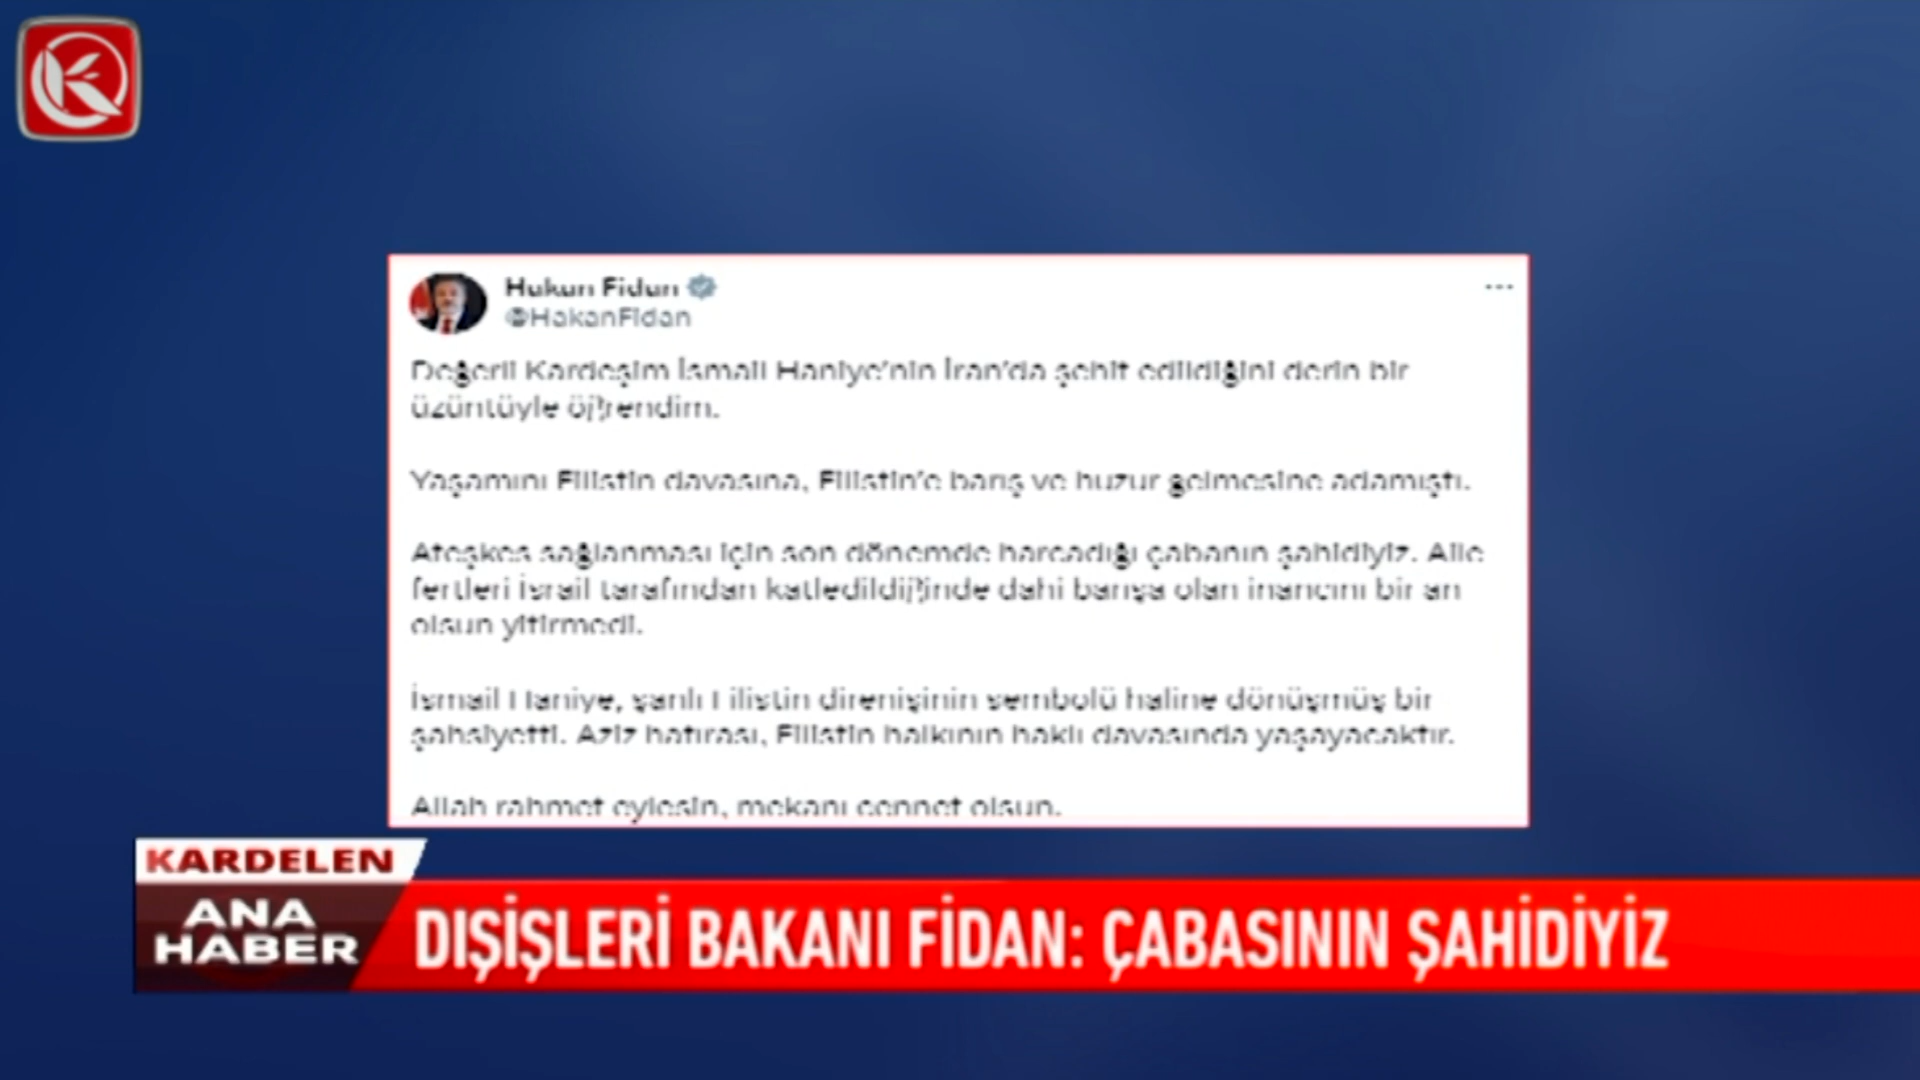 Hakan Fidan
@HakanFidan
Değerli Kardeşim İsmail Haniye'nin İran'da şehit edildiğini derin bir
üzüntüyle öğrendim.
Yaşamını Filistin davasına, Filistin'e barış ve huzur gelmesine adamıştı.
Ateşkes sağlanması için son dönemde harcadığı çabanın şahidiyiz. Aile
fertleri İsrail tarafından katledildiğinde dahi barışa olan inancını bir an
olsun yitirmedi.
İsmail Haniye, şanlı Filistin direnişinin sembolü haline dönüşmüş bir
şahsiyetti. Aziz hatırası, Filistin halkının haklı davasında yaşayacaktır.
Allah rahmet eylesin, mekanı cennet olsun.
KARDELEN
ANA
HABER
DIŞİŞLERİ BAKANI FİDAN: ÇABASININ ŞAHİDİYİZ